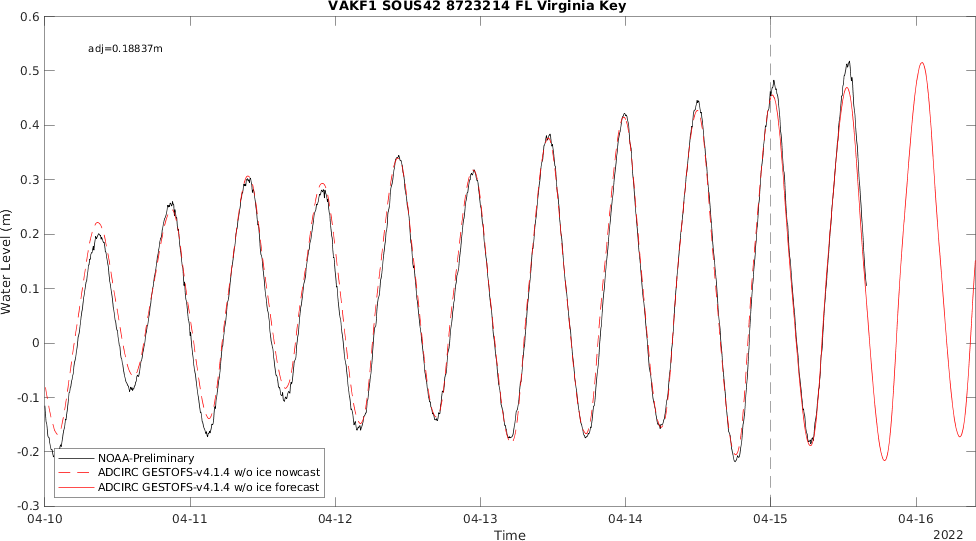 VAKF1 SOUS42 8723214 FL Virginia Key
adj=0.18837m
Water Level (m)
0.6
0.5
0.4
0.3
0.2
0.1
0
-0.1
-0.2
-0.3
NOAA-Preliminary
ADCIRC GESTOFS-v4.1.4 w/o ice nowcast
ADCIRC GESTOFS-v4.1.4 w/o ice forecast
04-10 04-11 04-12 04-13 04-14 04-15 04-16
Time
2022